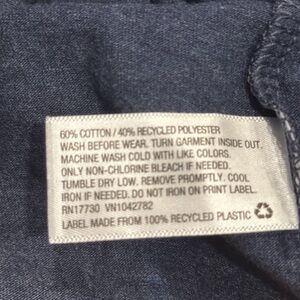 60% COTTON / 40% RECYCLED POLYESTER
WASH BEFORE WEAR. TURN GARMENT INSIDE OUT.
MACHINE WASH COLD WITH LIKE COLORS.
ONLY NON-CHLORINE BLEACH IF NEEDED.
TUMBLE DRY LOW. REMOVE PROMPTLY. COOL
IRON IF NEEDED. DO NOT IRON ON PRINT LABEL.
RN17730 VN1042782
LABEL MADE FROM 100% RECYCLED PLASTIC